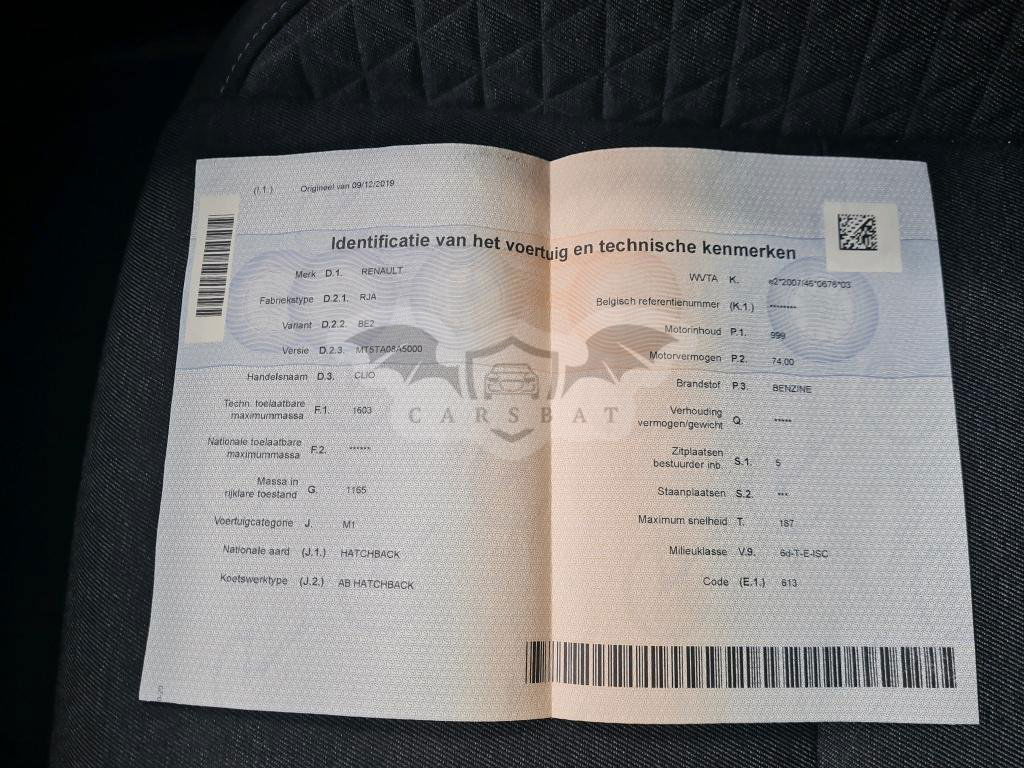 (I.1.) Origineel van 09/12/2019
Identificatie van het voertuig en technische kenmerken
Merk D.1. RENAULT
Fabriekstype D.2.1. RJA
Variant D.2.2. BE2
Versie D.2.3. MT5TA08A5000
Handelsnaam D.3. CLIO
Techn. toelaatbare
maximummassa F.1. 1603
Nationale toelaatbare
maximummassa F.2. ******
Massa in
rijklare toestand G. 1165
Voertuigcategorie J. M1
Nationale aard (J.1.) HATCHBACK
Koetswerktype (J.2.) AB HATCHBACK
WVTA K. e2*2007/46*0676*03
Belgisch referentienummer (K.1.) ********
Motorinhoud P.1. 999
Motorvermogen P.2. 74.00
Brandstof P.3. BENZINE
Verhouding
vermogen/gewicht Q. *****
Zitplaatsen
bestuurder inb. S.1. 5
Staanplaatsen S.2. ***
Maximum snelheid T. 187
Milieuklasse V.9. 6d-T-E-ISC
Code (E.1.) 613
CARSBAT